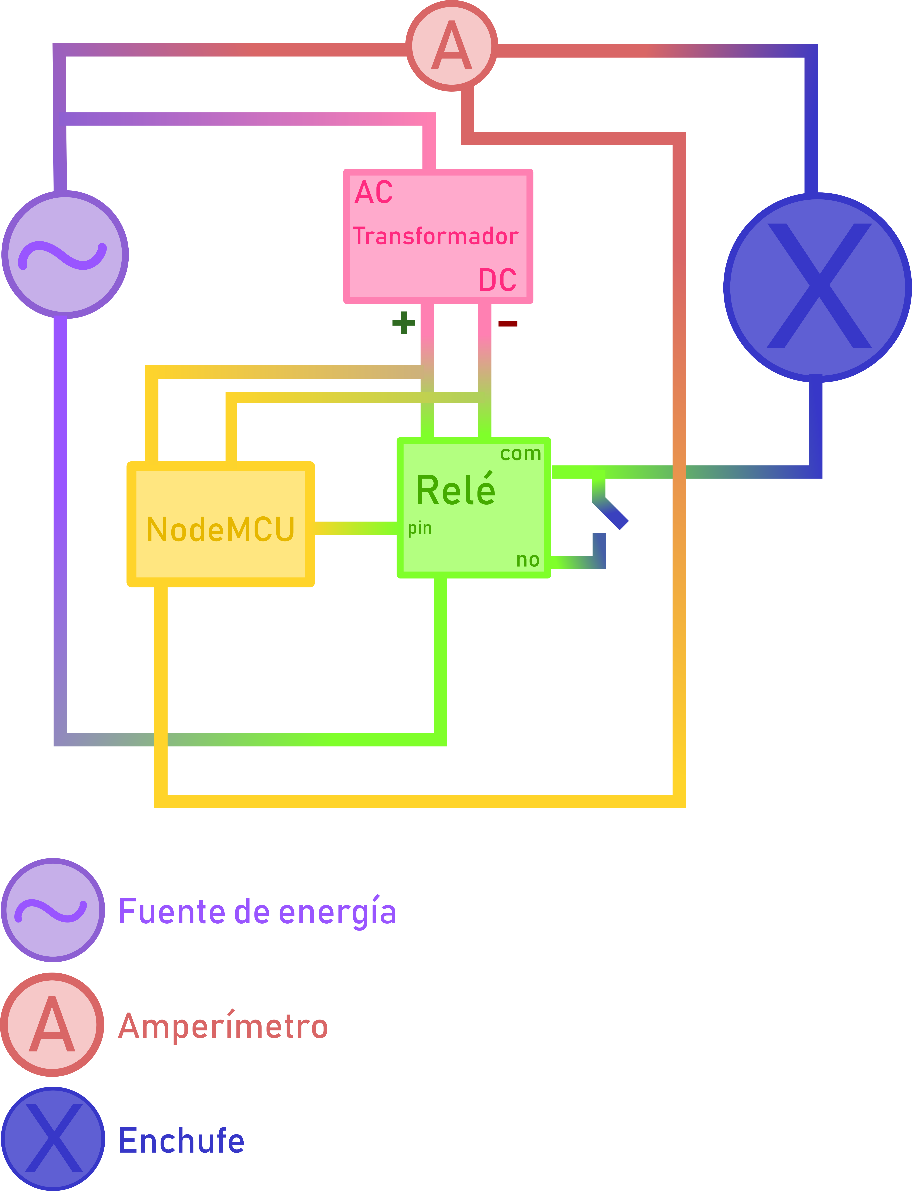 A
AC
Transformador
DC
+
-
X
com
Relé
pin
NodeMCU
no
Fuente de energía
A
Amperímetro
X
Enchufe